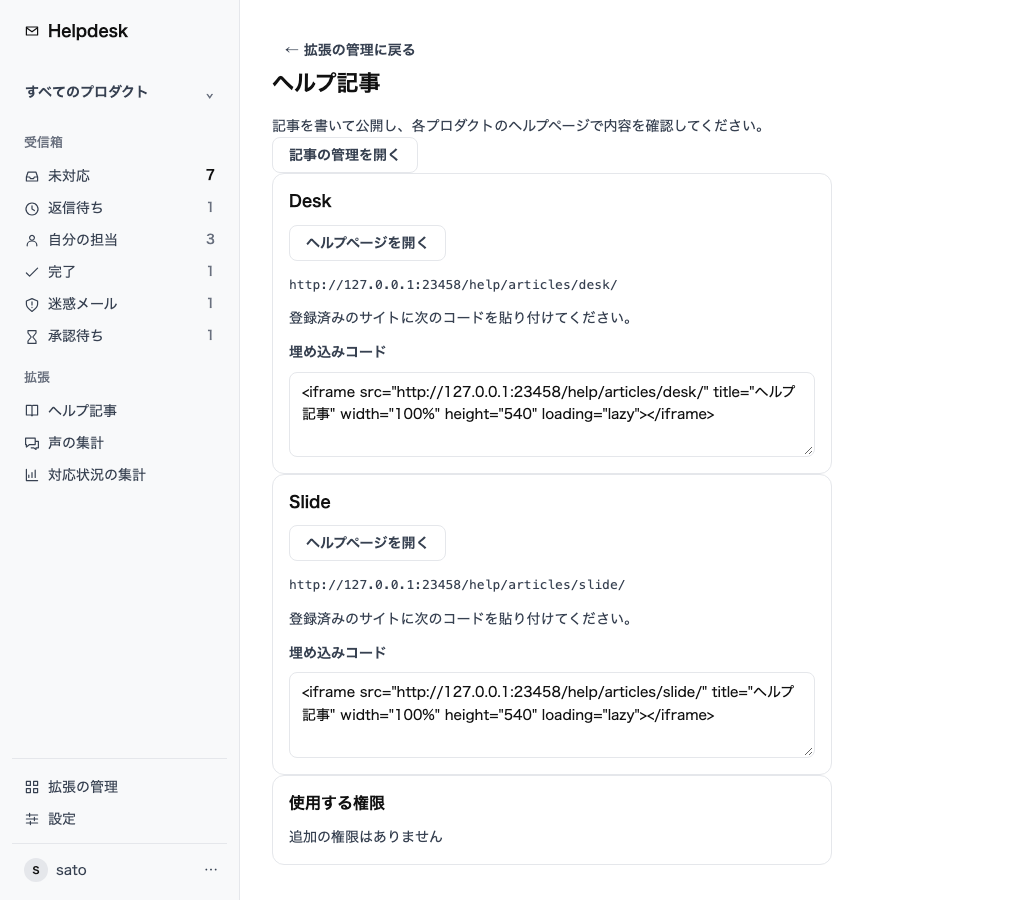 Helpdesk
すべてのプロダクト
受信箱
未対応 7
返信待ち 1
自分の担当 3
完了 1
迷惑メール 1
承認待ち 1
拡張
ヘルプ記事
声の集計
対応状況の集計
拡張の管理
設定
S sato ...
← 拡張の管理に戻る
ヘルプ記事
記事を書いて公開し、各プロダクトのヘルプページで内容を確認してください。
記事の管理を開く
Desk
ヘルプページを開く
http://127.0.0.1:23458/help/articles/desk/
登録済みのサイトに次のコードを貼り付けてください。
埋め込みコード
<iframe src="http://127.0.0.1:23458/help/articles/desk/" title="ヘルプ
記事" width="100%" height="540" loading="lazy"></iframe>
Slide
ヘルプページを開く
http://127.0.0.1:23458/help/articles/slide/
登録済みのサイトに次のコードを貼り付けてください。
埋め込みコード
<iframe src="http://127.0.0.1:23458/help/articles/slide/" title="ヘルプ
記事" width="100%" height="540" loading="lazy"></iframe>
使用する権限
追加の権限はありません